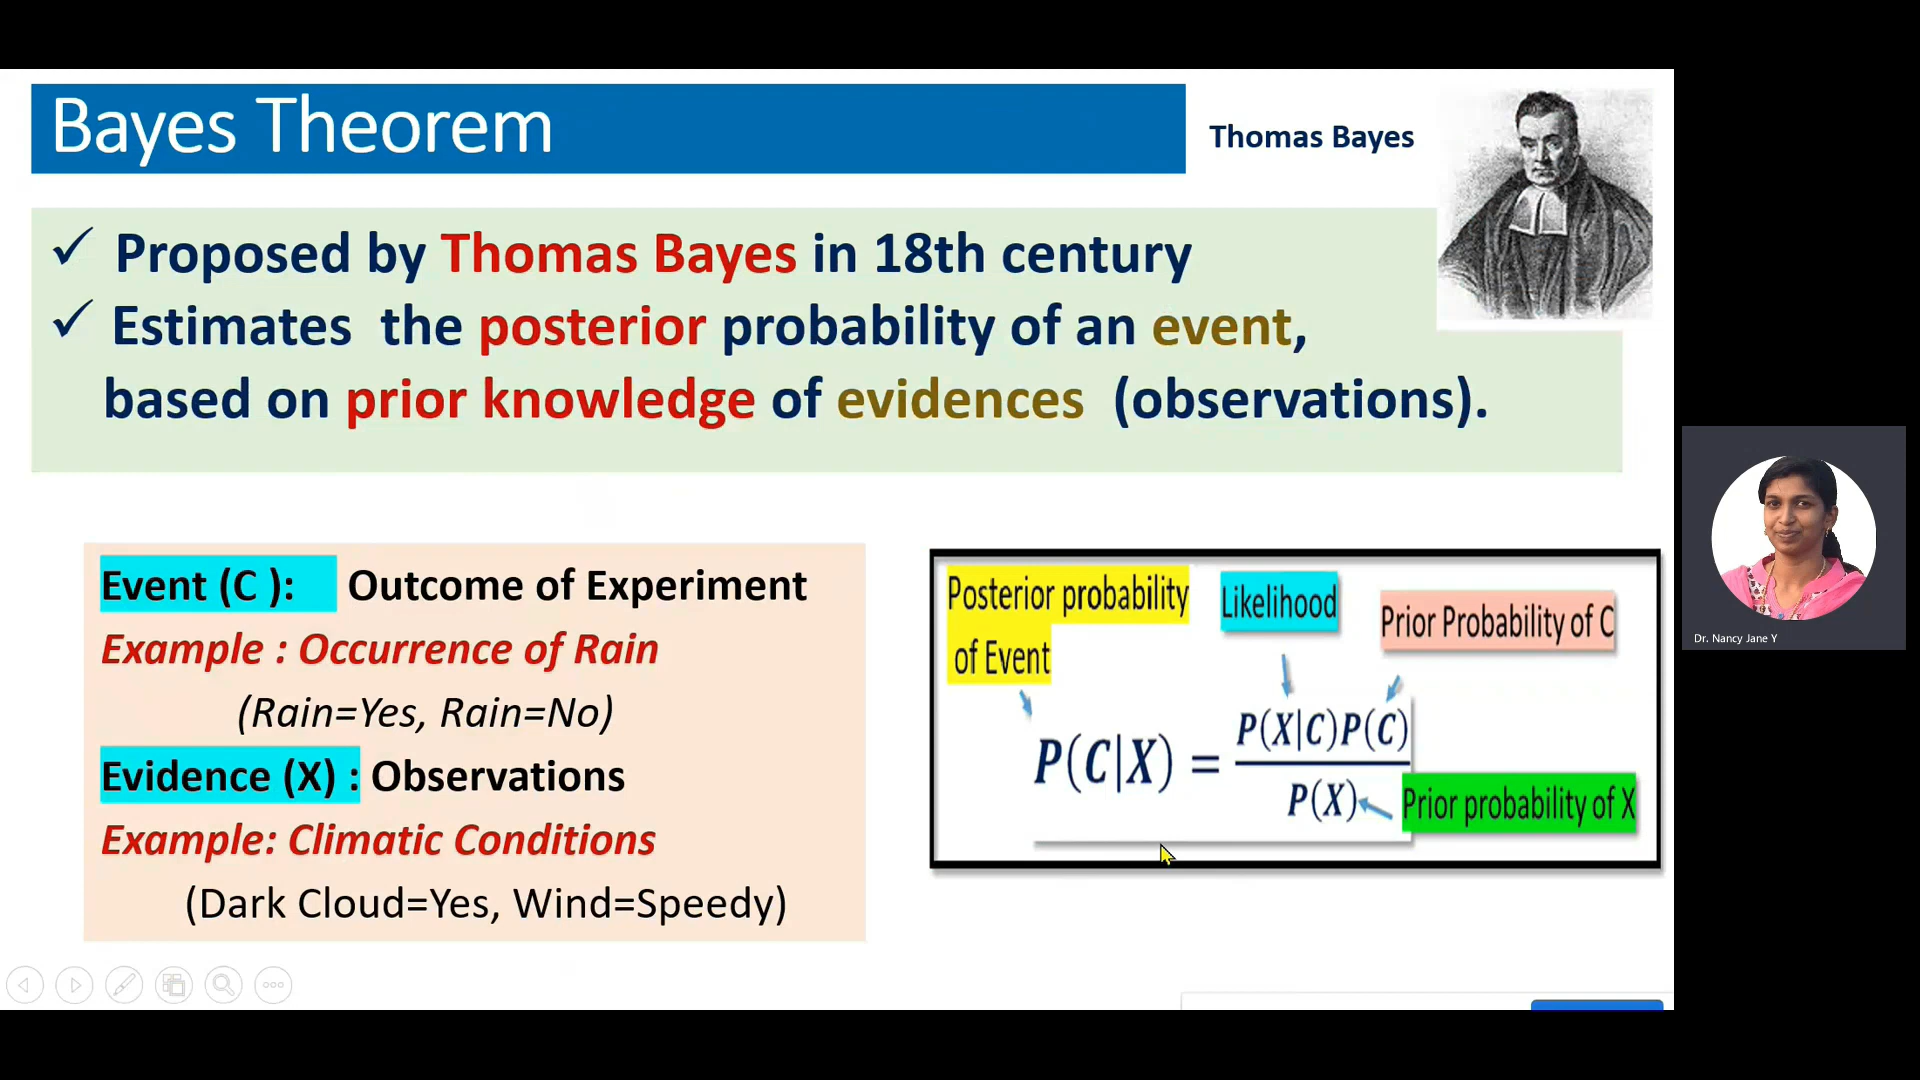 Bayes Theorem
Thomas Bayes
✓ Proposed by Thomas Bayes in 18th century
✓ Estimates the posterior probability of an event,
based on prior knowledge of evidences (observations).
Event (C ): Outcome of Experiment
Example : Occurrence of Rain
(Rain=Yes, Rain=No)
Evidence (X) : Observations
Example: Climatic Conditions
(Dark Cloud=Yes, Wind=Speedy)
Posterior probability
of Event
Likelihood
Prior Probability of C
P(C|X) = P(X|C)P(C)
P(X)
Prior probability of X
Dr. Nancy Jane Y